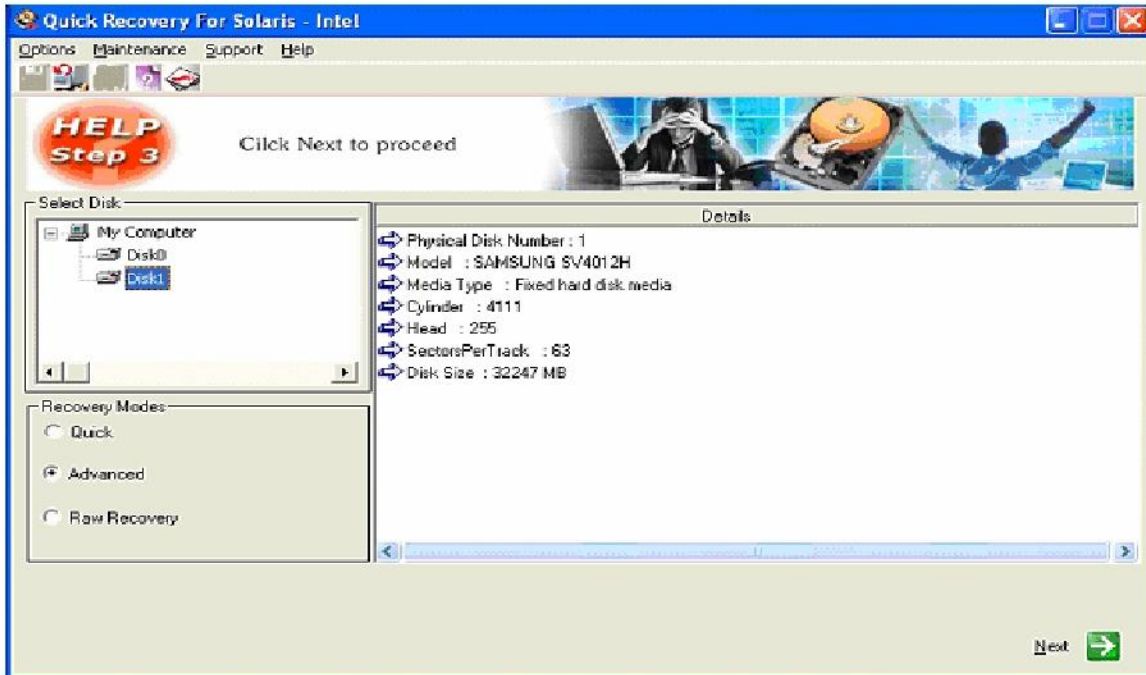 Quick Recovery For Solaris - Intel
Options Maintenance Support Help
HELP
Step 3
Cilck Next to proceed
Select Disk
My Computer
Disk0
Disk1
Recovery Modes
Quick
Advanced
Raw Recovery
Details
Physical Disk Number : 1
Model : SAMSUNG SV4012H
Media Type : Fixed hard disk media
Cylinder : 4111
Head : 255
SectorsPerTrack : 63
Disk Size : 32247 MB
Next